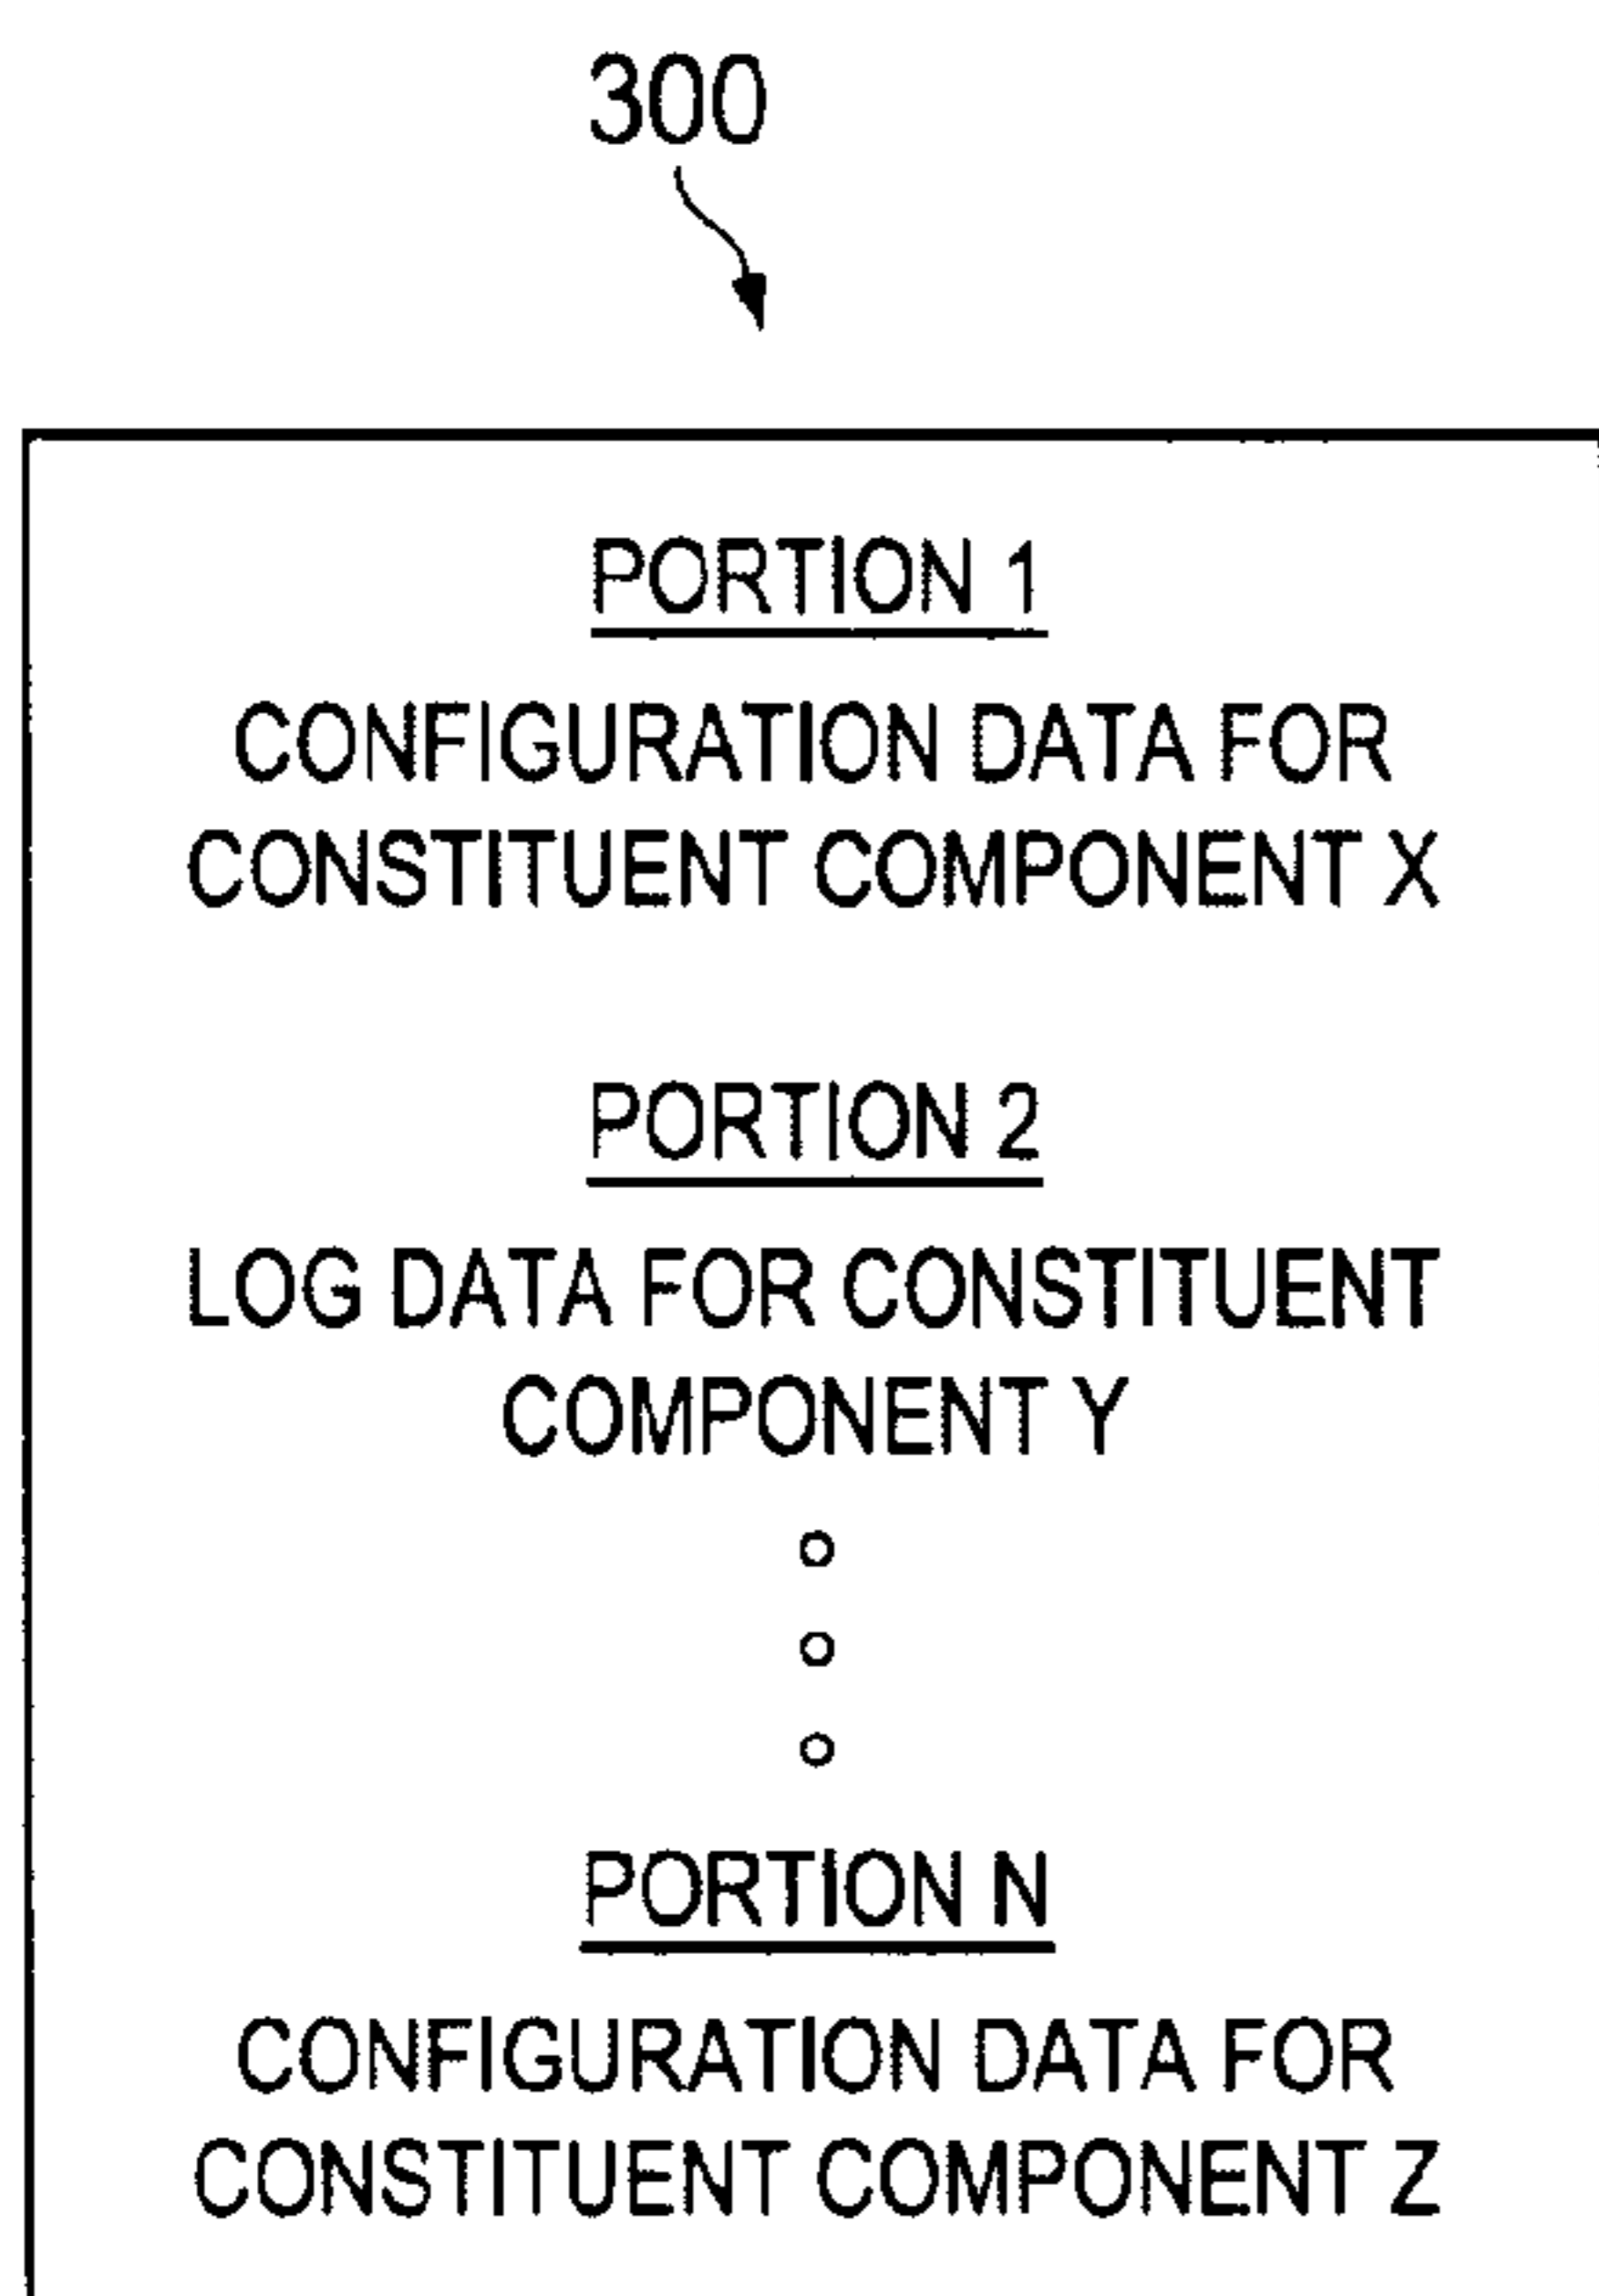 300
PORTION 1
CONFIGURATION DATA FOR
CONSTITUENT COMPONENT X
PORTION 2
LOG DATA FOR CONSTITUENT
COMPONENT Y
PORTION N
CONFIGURATION DATA FOR
CONSTITUENT COMPONENT Z